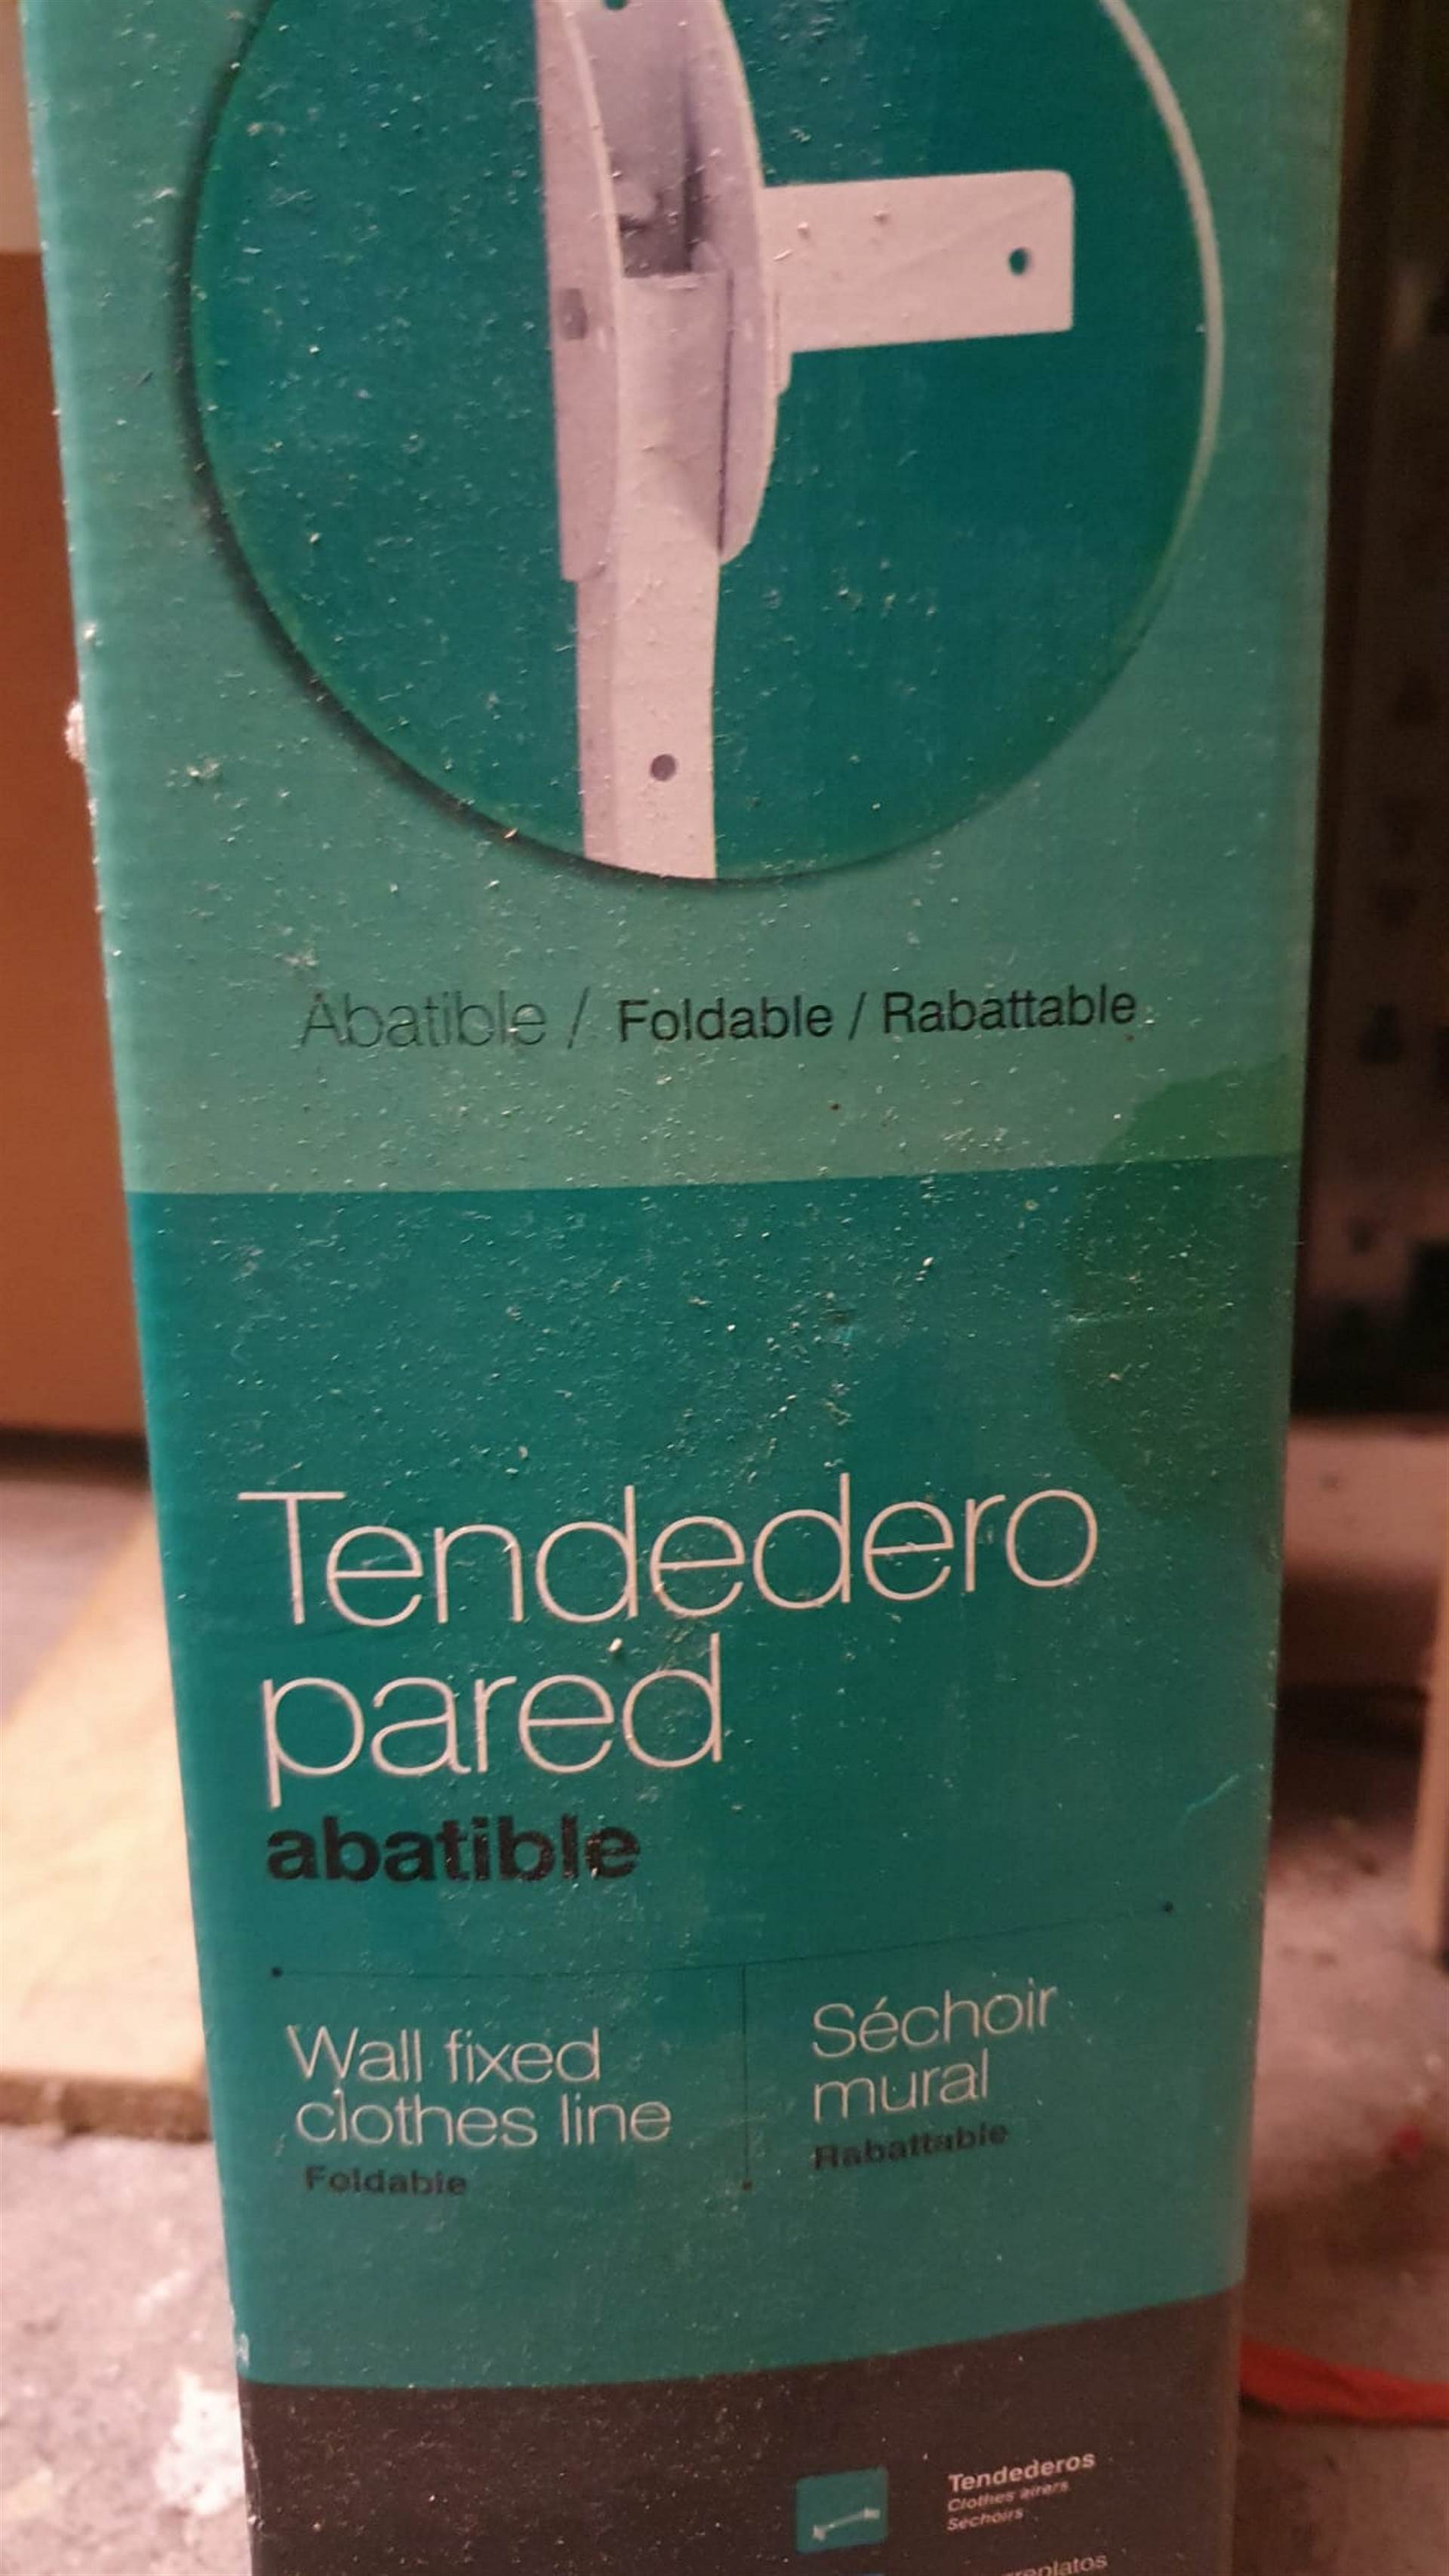 Abatible / Foldable / Rabattable
Tendedero
pared
abatible
Wall fixed
clothes line
Foldable
Séchoir
mural
Rabattable
Tendederos
Clothes airers
Séchoirs